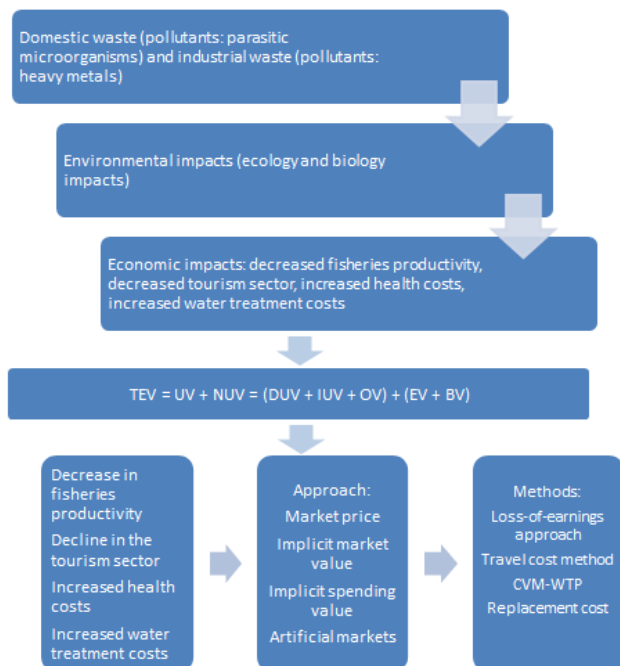 Domestic waste (pollutants: parasitic
microorganisms) and industrial waste (pollutants:
heavy metals)
Environmental impacts (ecology and biology
impacts)
Economic impacts: decreased fisheries productivity,
decreased tourism sector, increased health costs,
increased water treatment costs
TEV = UV + NUV = (DUV + IUV + OV) + (EV + BV)
Decrease in
fisheries
productivity
Decline in the
tourism sector
Increased health
costs
Increased water
treatment costs
Approach:
Market price
Implicit market
value
Implicit spending
value
Artificial markets
Methods:
Loss-of-earnings
approach
Travel cost method
CVM-WTP
Replacement cost